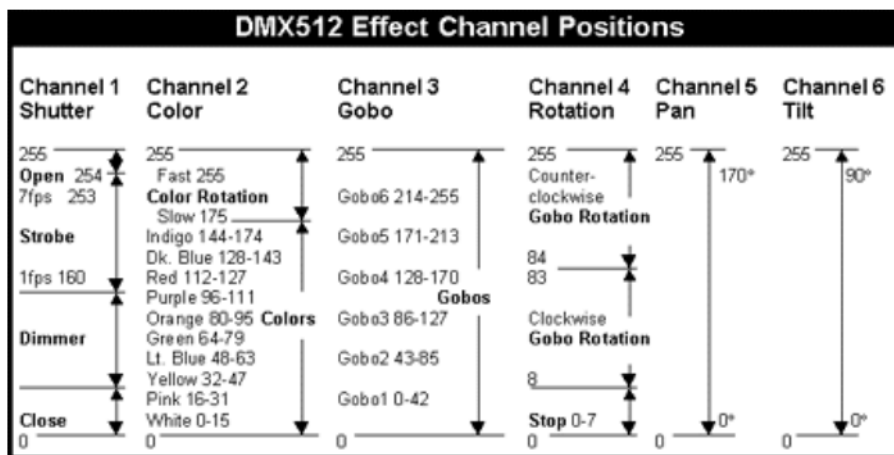 DMX512 Effect Channel Positions
Channel 1
Shutter
255
Open 254
7fps 253
Strobe
1fps 160
Dimmer
Close
0
Channel 2
Color
255
Fast 255
Color Rotation
Slow 175
Indigo 144-174
Dk. Blue 128-143
Red 112-127
Purple 96-111
Orange 80-95 Colors
Green 64-79
Lt. Blue 48-63
Yellow 32-47
Pink 16-31
White 0-15
0
Channel 3
Gobo
255
Gobo6 214-255
Gobo5 171-213
Gobo4 128-170
Gobos
Gobo3 86-127
Gobo2 43-85
Gobo1 0-42
0
Channel 4
Rotation
255
Counter-
clockwise
Gobo Rotation
84
83
Clockwise
Gobo Rotation
8
Stop 0-7
0
Channel 5
Pan
255
170°
0°
0
Channel 6
Tilt
255
90°
0°
0